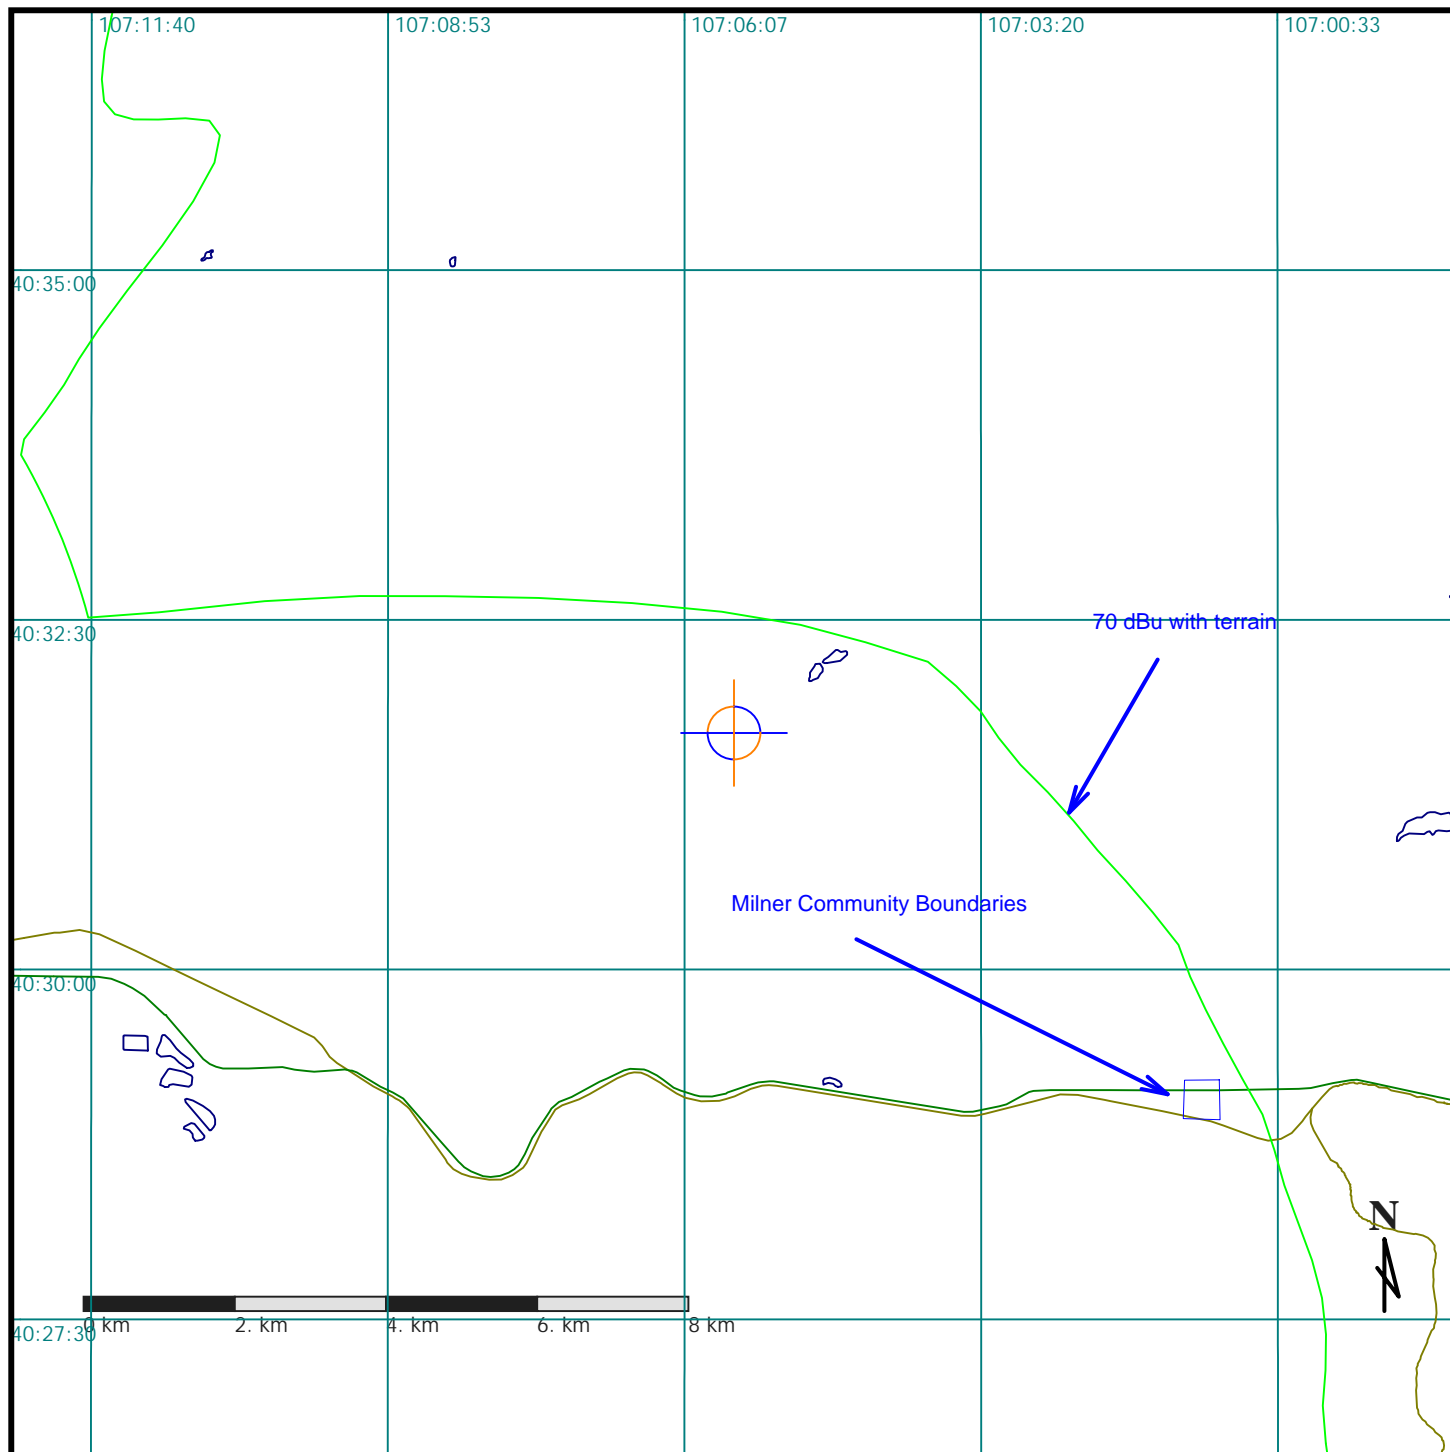 107:11:40 107:08:53 107:06:07 107:03:20 107:00:33
40:35:00
40:32:30
70 dBu with terrain
Milner Community Boundaries
40:30:00
N
0 km 2. km 4. km 6. km 8 km
40:27:30